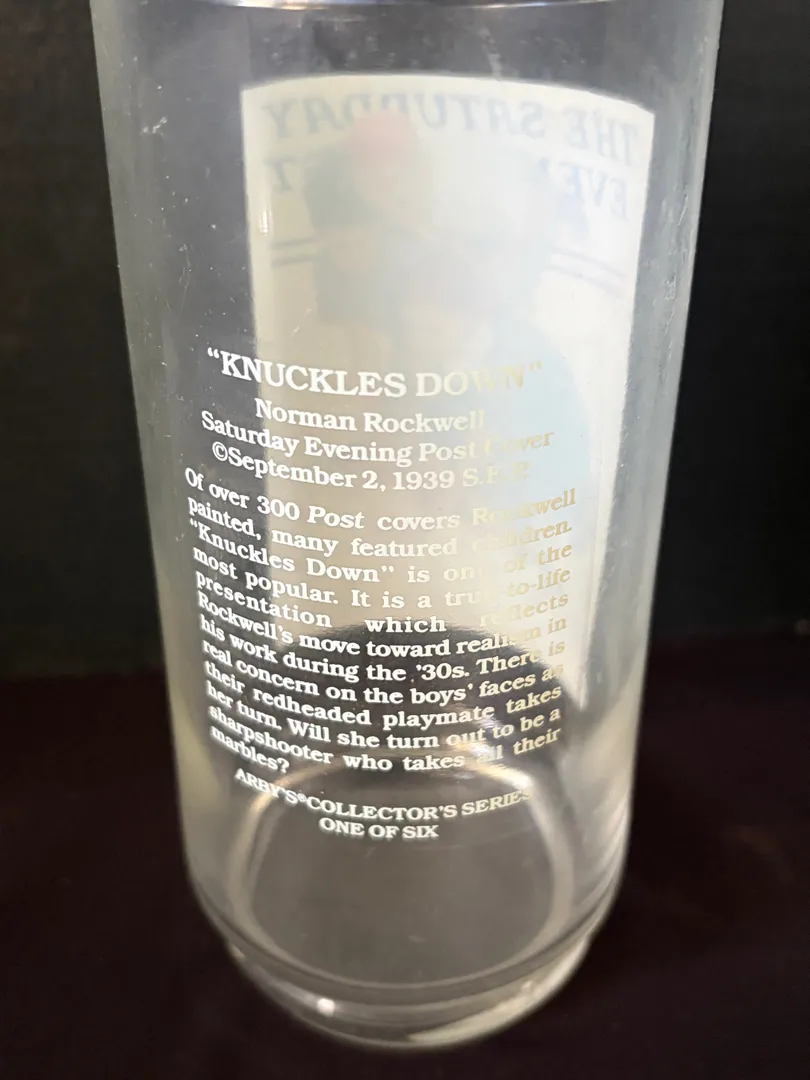 THE SATURDAY
EVE T
"KNUCKLES DOWN"
Norman Rockwell
Saturday Evening Post Cover
©September 2, 1939 S.E.P.
Of over 300 Post covers Rockwell
painted, many featured children.
"Knuckles Down" is one of the
most popular. It is a true-to-life
presentation which reflects
Rockwell's move toward realism in
his work during the '30s. There is
real concern on the boys' faces as
their redheaded playmate takes
her turn. Will she turn out to be a
sharpshooter who takes all their
marbles?
ARBY'S® COLLECTOR'S SERIES
ONE OF SIX